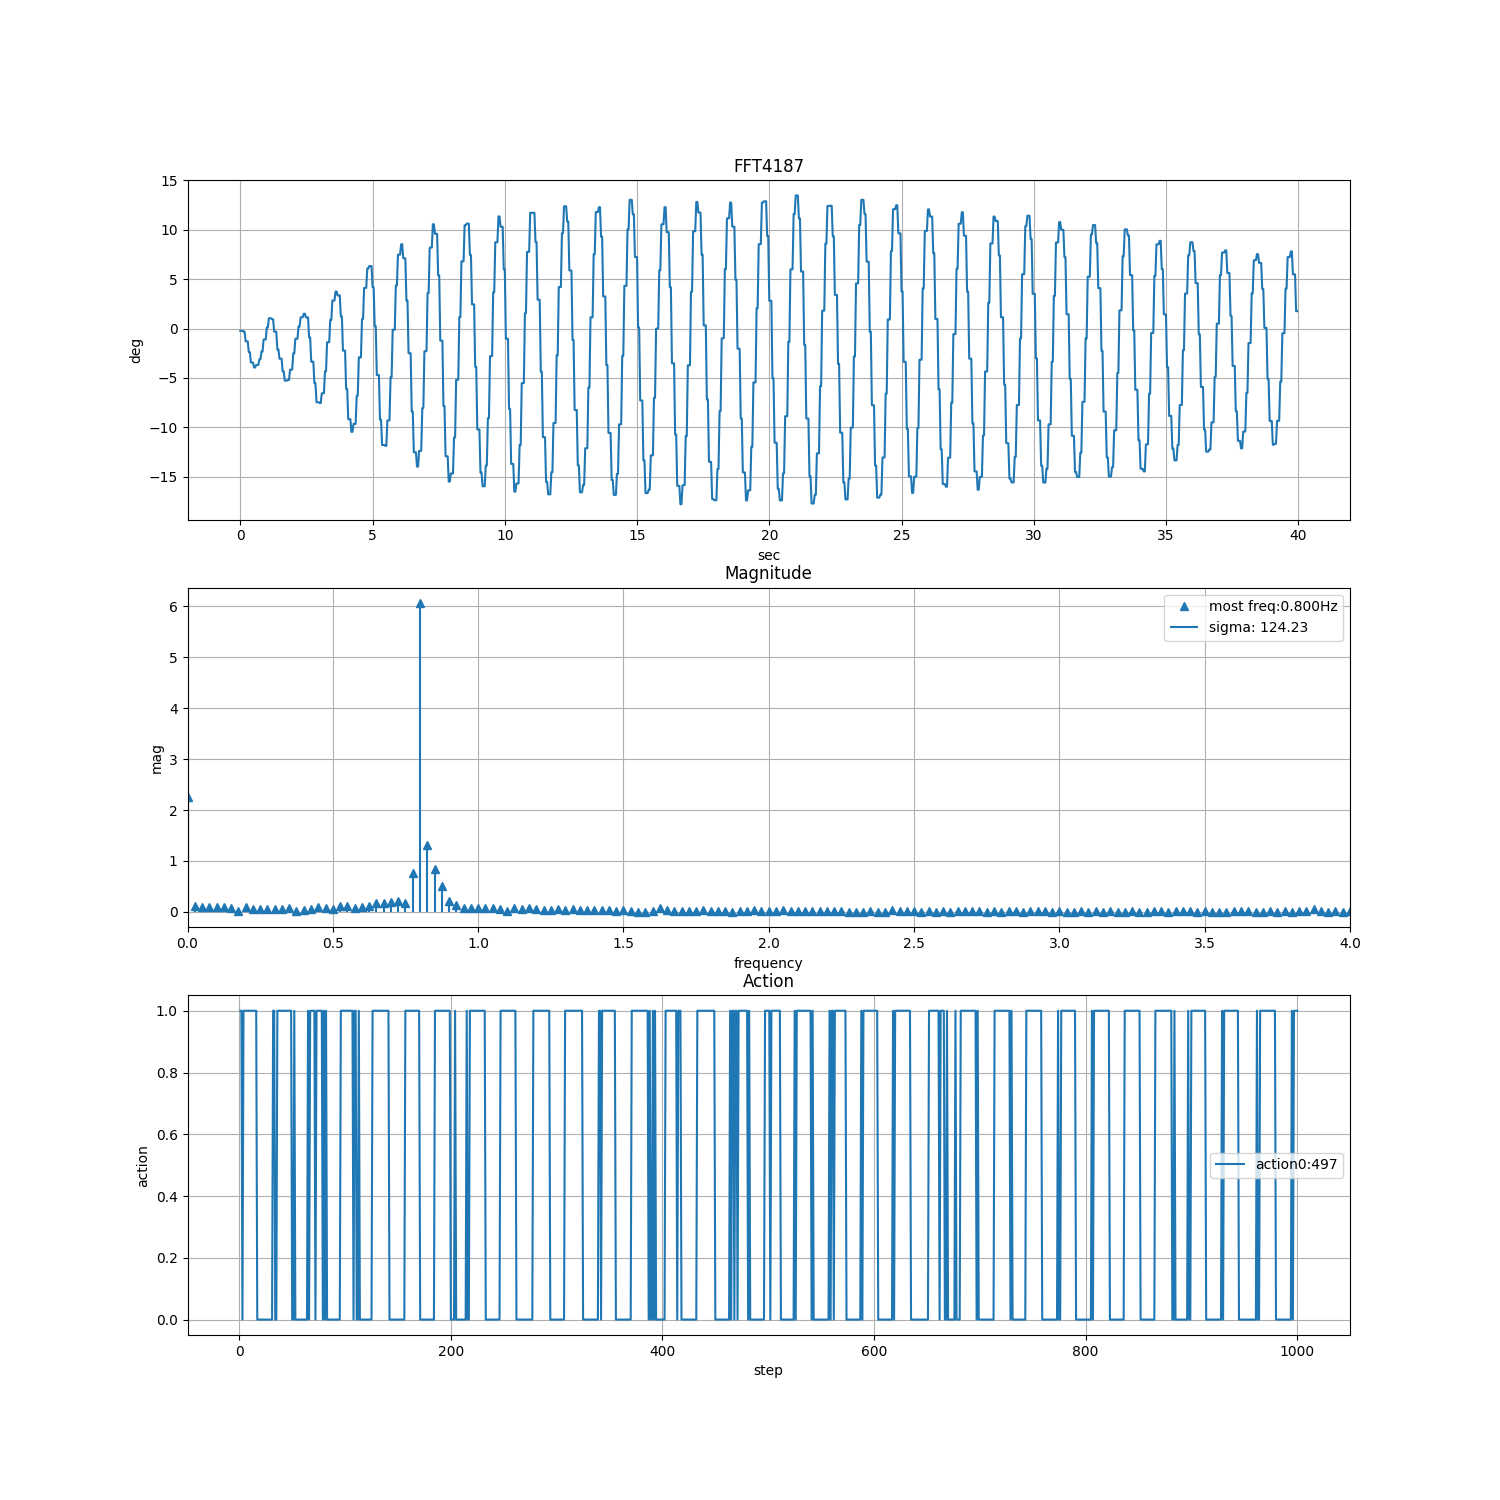 FFT4187
15
10
5
0
−5
−10
−15
deg
0 5 10 15 20 25 30 35 40
sec
Magnitude
most freq:0.800Hz
sigma: 124.23
6
5
4
3
2
1
0
mag
0.0 0.5 1.0 1.5 2.0 2.5 3.0 3.5 4.0
frequency
Action
1.0
0.8
0.6
0.4
0.2
0.0
action
action0:497
0 200 400 600 800 1000
step